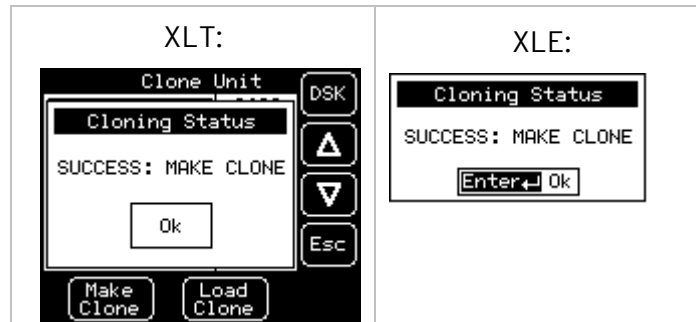 XLT:
Clone Unit
DSK
Cloning Status
SUCCESS: MAKE CLONE
Ok
Esc
Make
Clone
Load
Clone
XLE:
Cloning Status
SUCCESS: MAKE CLONE
Enter↵ Ok